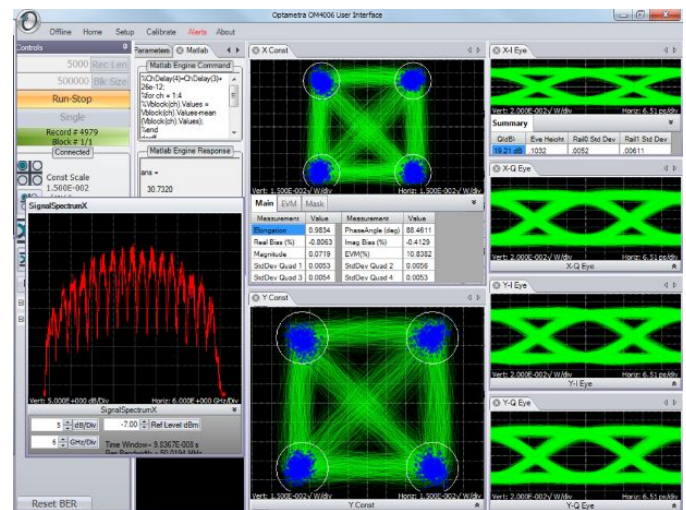 Optametra OM4006 User Interface
Offline Home Setup Calibrate Alerts About
Controls
5000 Rec Len
500000 Blk Size
Run-Stop
Single
Record # 4979
Block # 1/1
Connected
Const Scale
1.500E-002
Parameters Matlab
Matlab Engine Command
%ChDelay(4)=ChDelay(3)+
26e-12;
%for ch = 1:4
%Vblock(ch).Values =
Vblock(ch).Values-mean
(Vblock(ch).Values);
%end
Matlab Engine Response
ans =
30.7320
SignalSpectrumX
Vert: 5.000E+000 dB/Div Horiz: 6.000E+000 GHz/Div
SignalSpectrumX
5 dB/Div -7.00 Ref Level dBm
6 GHz/Div Time Window= 9.8367E-008 s
Reset BER
X Const
Vert: 1.500E-002√W/div Horiz: 1.500E-002√W/Div
Main EVM Mask
Measurement Value Measurement Value
Elongation 0.9834 PhaseAngle (deg) 88.4611
Real Bias (%) -0.8063 Imag Bias (%) -0.4129
Magnitude 0.0719 EVM(%) 10.8382
StdDev Quad 1 0.0053 StdDev Quad 2 0.0056
StdDev Quad 3 0.0054 StdDev Quad 4 0.0053
Y Const
Vert: 1.500E-002√W/Div Horiz: 1.500E-002√W/Div
Y Const
X-I Eye
Vert: 2.000E-002√W/Div Horiz: 6.51 ps/div
Summary
Q(dB) Eye Height Rail0 Std Dev Rail1 Std Dev
19.21 dB .1032 .0052 .00611
X-Q Eye
Vert: 2.000E-002√W/Div Horiz: 6.51 ps/div
X-Q Eye
Y-I Eye
Vert: 2.000E-002√W/Div Horiz: 6.51 ps/div
Y-I Eye
Y-Q Eye
Vert: 2.000E-002√W/Div Horiz: 6.51 ps/div
Y-Q Eye